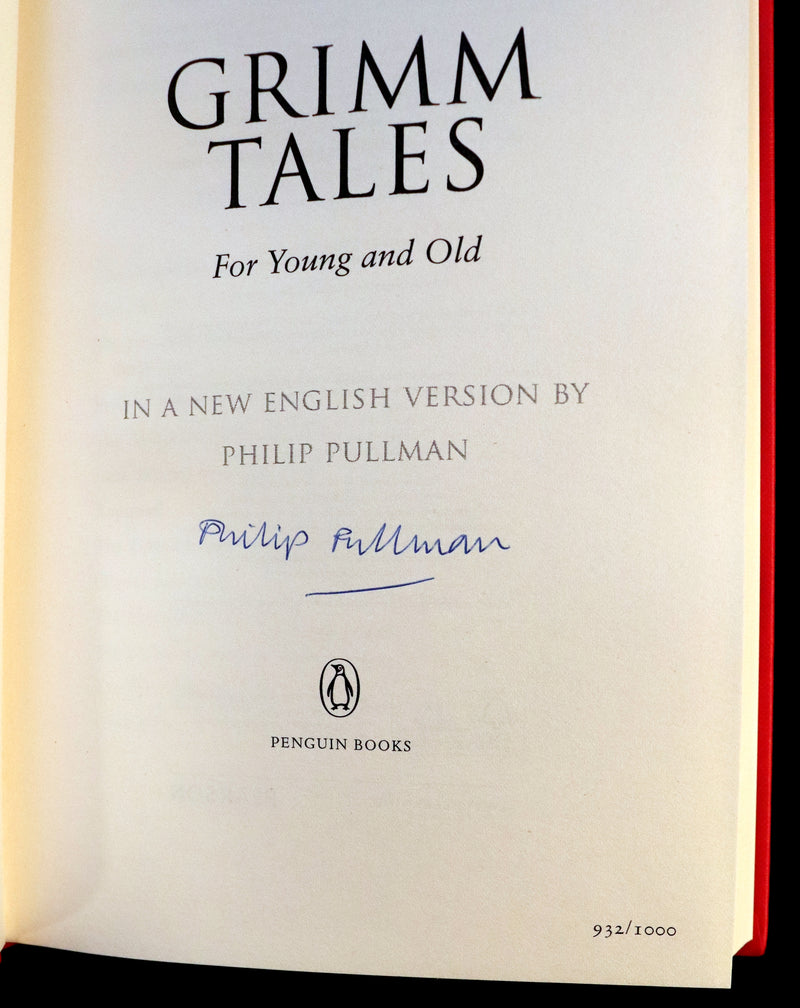 GRIMM
TALES
For Young and Old
IN A NEW ENGLISH VERSION BY
PHILIP PULLMAN
Philip Pullman
PENGUIN BOOKS
932/1000